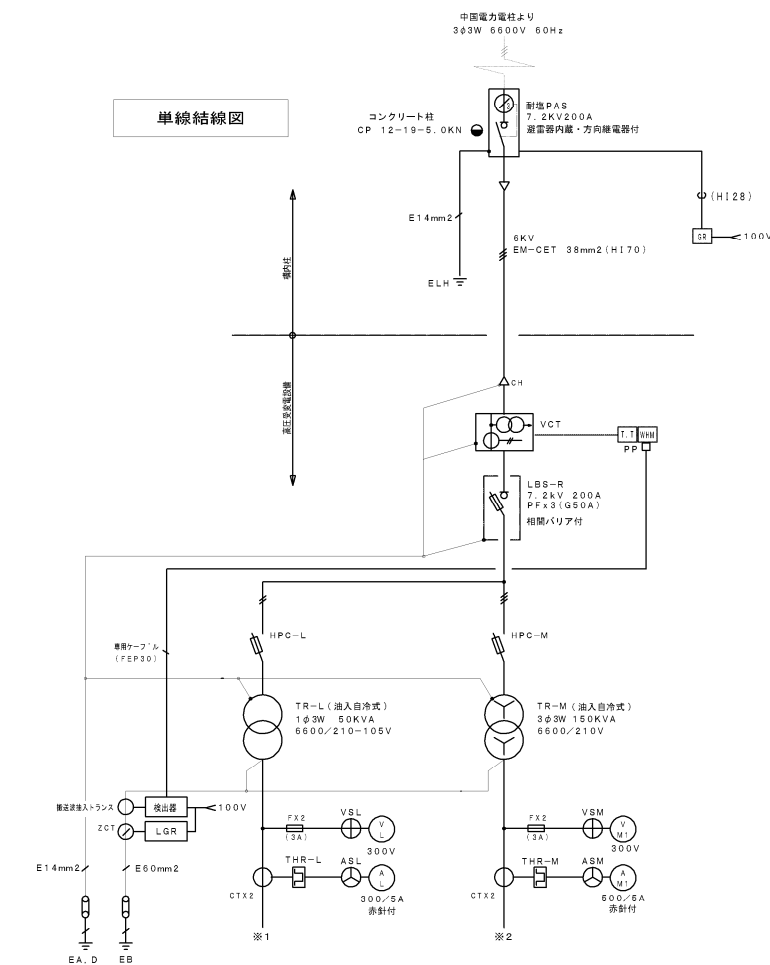 中国電力電柱より
3φ3W 6600V 60Hz
単線結線図
コンクリート柱
CP 12-19-5.0KN
耐塩PAS
7.2KV200A
避雷器内蔵・方向継電器付
(HI28)
GR
100V
E14mm2
ELH
6KV
EM-CET 38mm2(HI70)
構内柱
高圧受変電設備
CH
VCT
T.T
WHM
PP
LBS-R
7.2kV 200A
PFx3(G50A)
相間バリア付
専用ケーブル
(FEP30)
HPC-L
HPC-M
TR-L(油入自冷式)
1φ3W 50KVA
6600/210-105V
TR-M(油入自冷式)
3φ3W 150KVA
6600/210V
搬送波抽入トランス
検出器
100V
ZCT
LGR
E14mm2
E60mm2
EA.D
EB
FX2
(3A)
VSL
V
L
300V
THR-L
ASL
A
L
CTX2
300/5A
赤針付
※1
FX2
(3A)
VSM
V
M1
300V
THR-M
ASM
A
M1
CTX2
500/5A
赤針付
※2